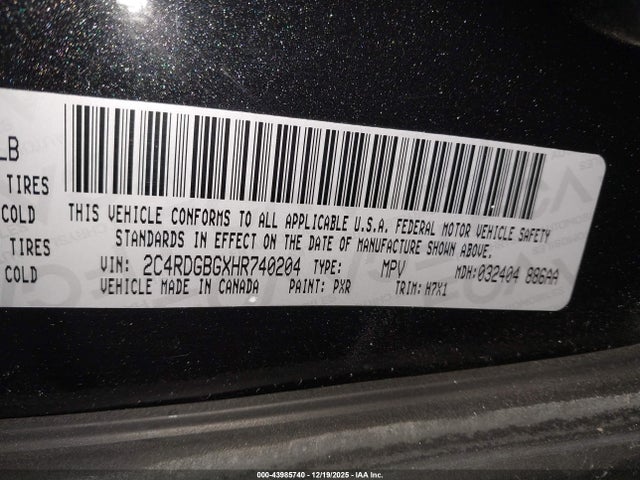 LB
TIRES
COLD
TIRES
COLD
THIS VEHICLE CONFORMS TO ALL APPLICABLE U.S.A. FEDERAL MOTOR VEHICLE SAFETY
STANDARDS IN EFFECT ON THE DATE OF MANUFACTURE SHOWN ABOVE.
VIN: 2C4RDGBGXHR740204 TYPE: MPV MDH:032404 886AA
VEHICLE MADE IN CANADA PAINT: PXR TRIM: H7X1
000-43985740 - 12/19/2025 - IAA Inc.